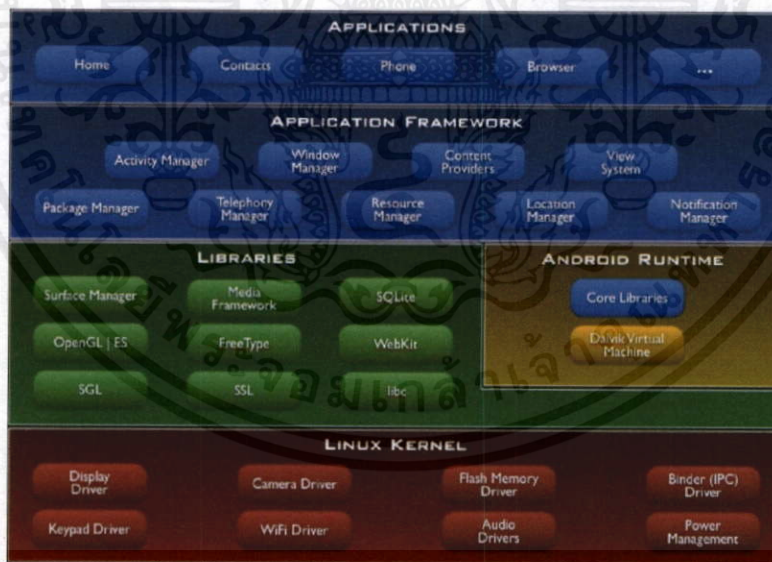 APPLICATIONS
Home
Contacts
Phone
Browser
...
APPLICATION FRAMEWORK
Activity Manager
Window
Manager
Content
Providers
View
System
Package Manager
Telephony
Manager
Resource
Manager
Location
Manager
Notification
Manager
LIBRARIES
Surface Manager
Media
Framework
SQLite
OpenGL | ES
FreeType
WebKit
SGL
SSL
libc
ANDROID RUNTIME
Core Libraries
Dalvik Virtual
Machine
LINUX KERNEL
Display
Driver
Camera Driver
Flash Memory
Driver
Binder (IPC)
Driver
Keypad Driver
WiFi Driver
Audio
Drivers
Power
Management